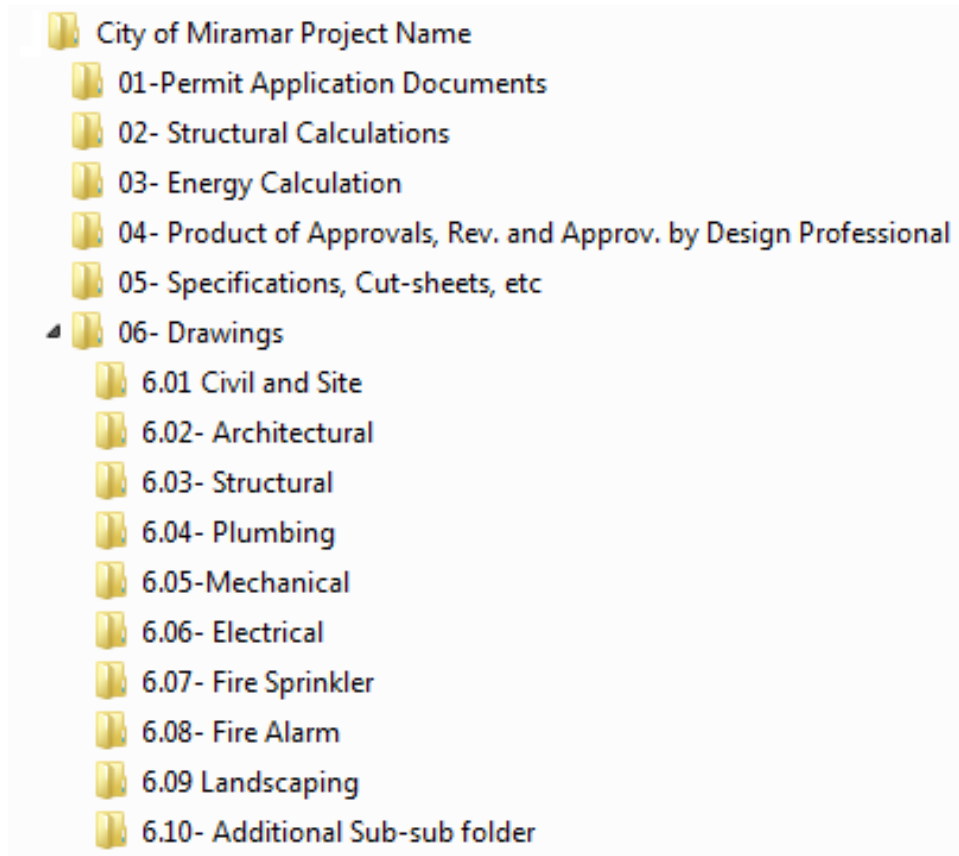 City of Miramar Project Name
01-Permit Application Documents
02- Structural Calculations
03- Energy Calculation
04- Product of Approvals, Rev. and Approv. by Design Professional
05- Specifications, Cut-sheets, etc
06- Drawings
6.01 Civil and Site
6.02- Architectural
6.03- Structural
6.04- Plumbing
6.05-Mechanical
6.06- Electrical
6.07- Fire Sprinkler
6.08- Fire Alarm
6.09 Landscaping
6.10- Additional Sub-sub folder